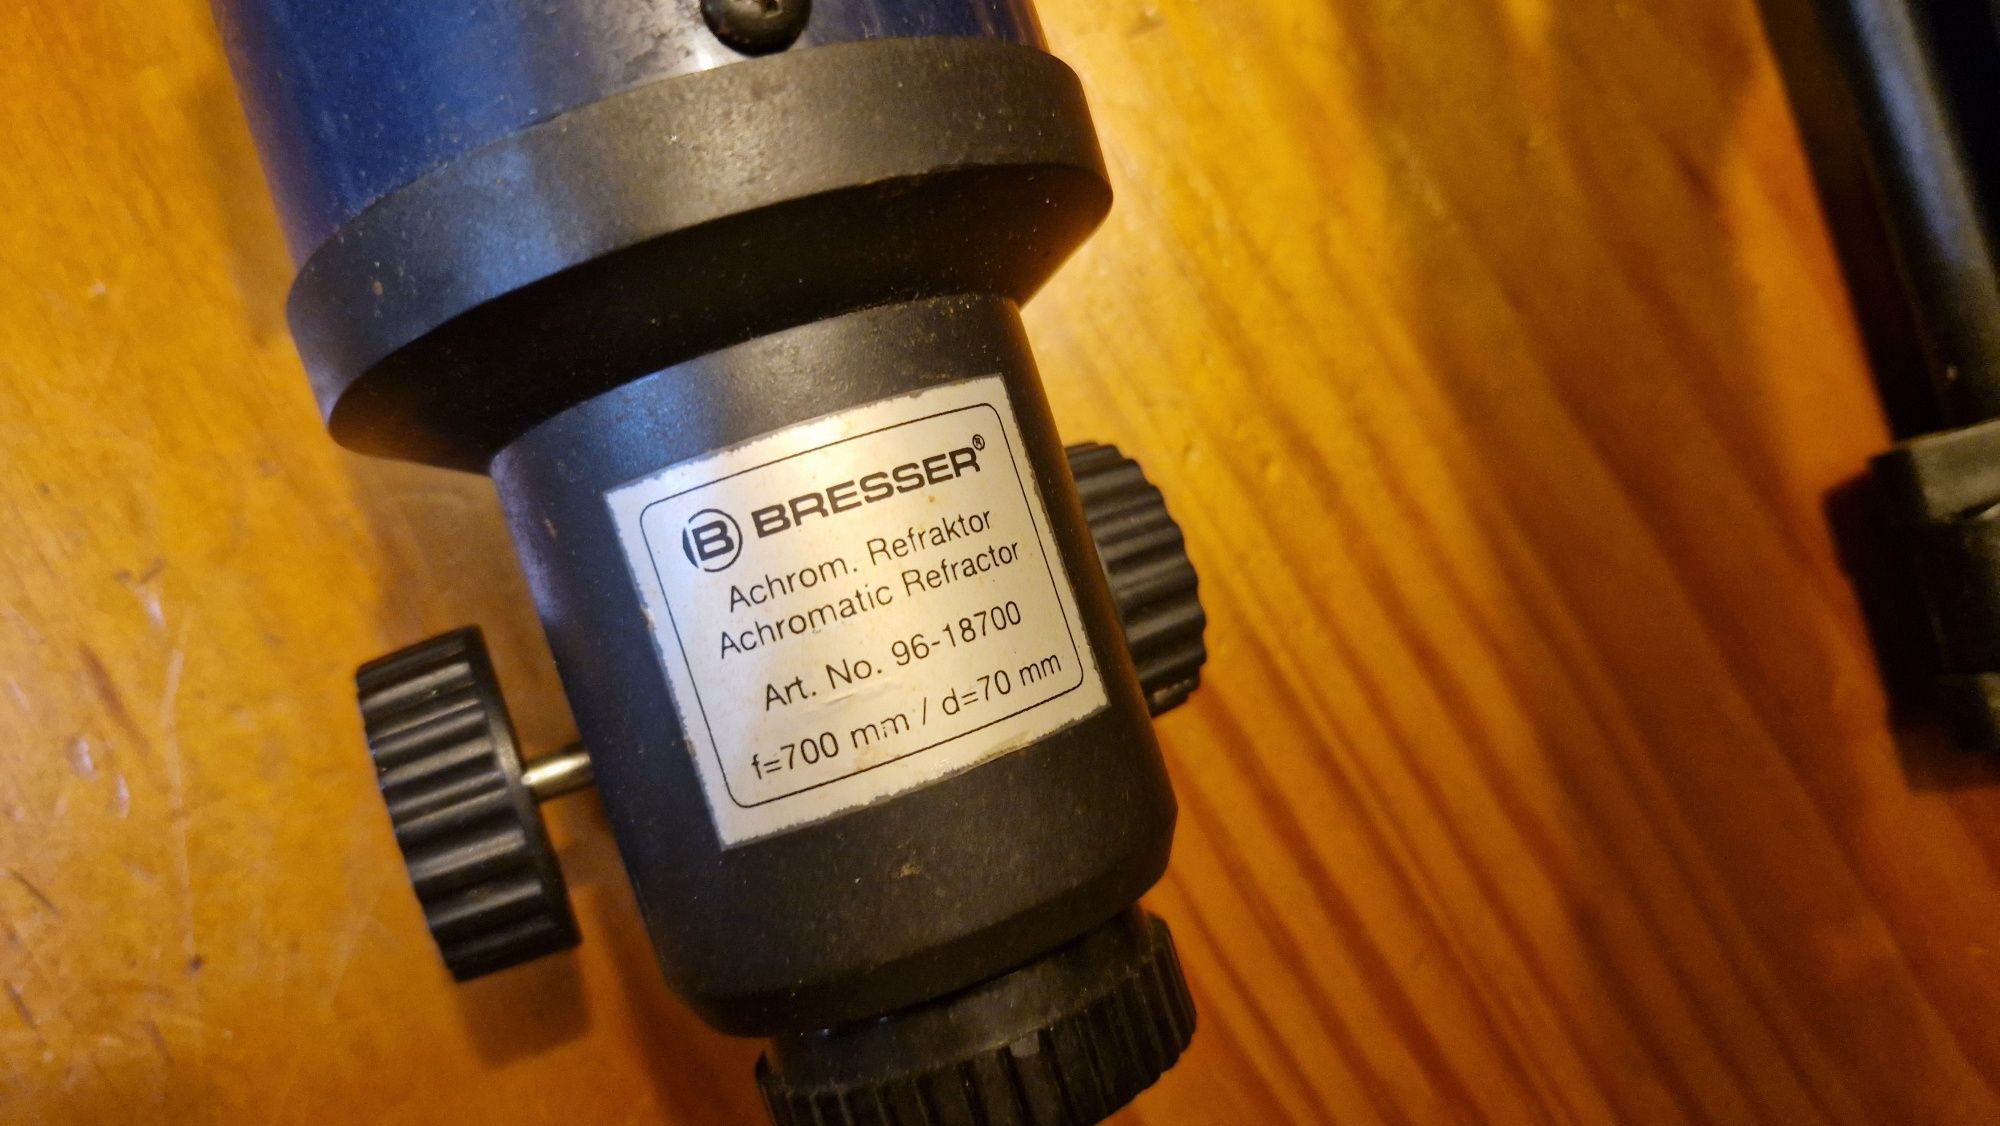 B BRESSER®
Achrom. Refraktor
Achromatic Refractor
Art. No. 96-18700
f=700 mm / d=70 mm